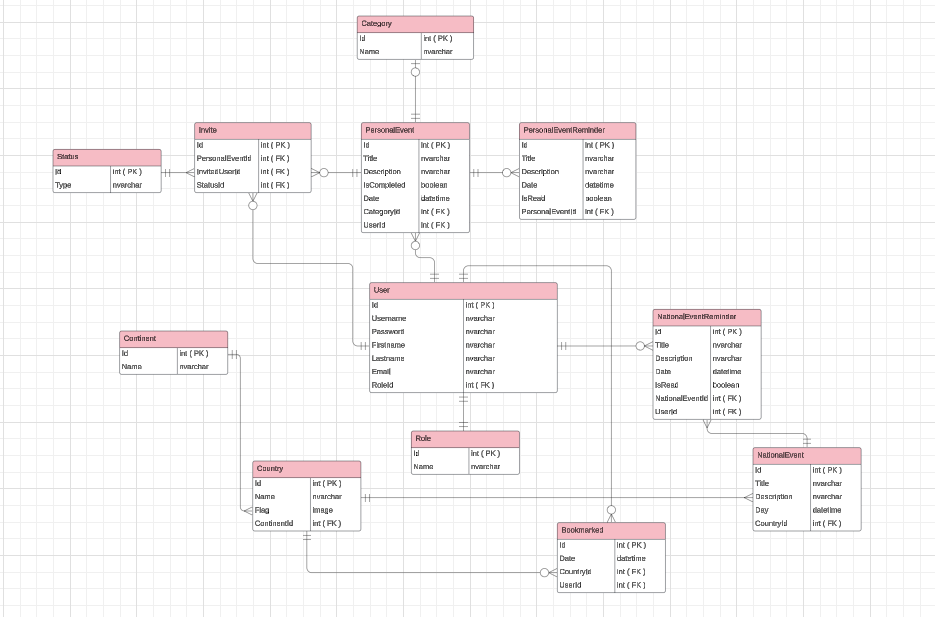 Category
Id int ( PK )
Name nvarchar
Invite
Id int ( PK )
PersonalEventId int ( FK )
InvitedUserId int ( FK )
StatusId int ( FK )
PersonalEvent
Id int ( PK )
Title nvarchar
Description nvarchar
IsCompleted boolean
Date datetime
CategoryId int ( FK )
UserId int ( FK )
PersonalEventReminder
Id int ( PK )
Title nvarchar
Description nvarchar
Date datetime
IsRead boolean
PersonalEventId int ( FK )
Status
Id int ( PK )
Type nvarchar
User
Id int ( PK )
Username nvarchar
Password nvarchar
Firstname nvarchar
Lastname nvarchar
Email nvarchar
RoleId int ( FK )
NationalEventReminder
Id int ( PK )
Title nvarchar
Description nvarchar
Date datetime
IsRead boolean
NationalEventId int ( FK )
UserId int ( FK )
Continent
Id int ( PK )
Name nvarchar
Role
Id int ( PK )
Name nvarchar
Country
Id int ( PK )
Name nvarchar
Flag image
ContinentId int ( FK )
NationalEvent
Id int ( PK )
Title nvarchar
Description nvarchar
Day datetime
CountryId int ( FK )
Bookmarked
Id int ( PK )
Date datetime
CountryId int ( FK )
UserId int ( FK )